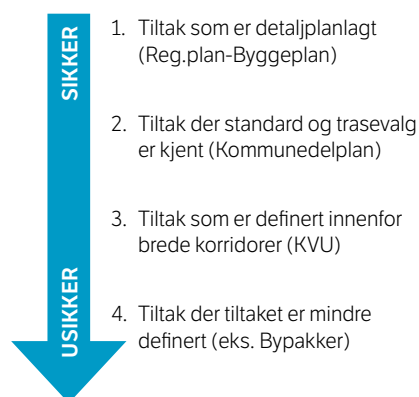 SIKKER
1. Tiltak som er detaljplanlagt
(Reg.plan-Byggeplan)
2. Tiltak der standard og trasevalg
er kjent (Kommunedelplan)
3. Tiltak som er definert innenfor
brede korridorer (KVU)
USIKKER
4. Tiltak der tiltaket er mindre
definert (eks. Bypakker)